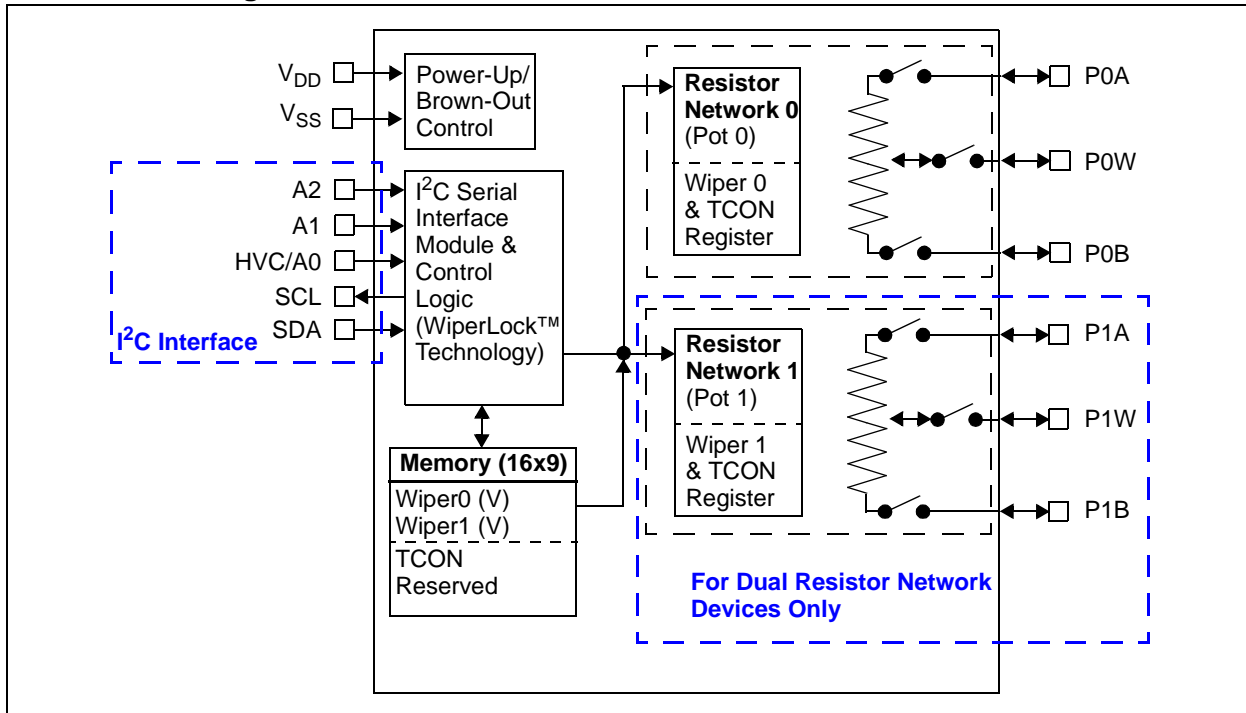 V_DD
V_SS
Power-Up/
Brown-Out
Control
A2
A1
HVC/A0
SCL
SDA
I²C Interface
I²C Serial
Interface
Module &
Control
Logic
(WiperLock™
Technology)
Memory (16x9)
Wiper0 (V)
Wiper1 (V)
TCON
Reserved
Resistor
Network 0
(Pot 0)
Wiper 0
& TCON
Register
P0A
P0W
P0B
Resistor
Network 1
(Pot 1)
Wiper 1
& TCON
Register
P1A
P1W
P1B
For Dual Resistor Network
Devices Only